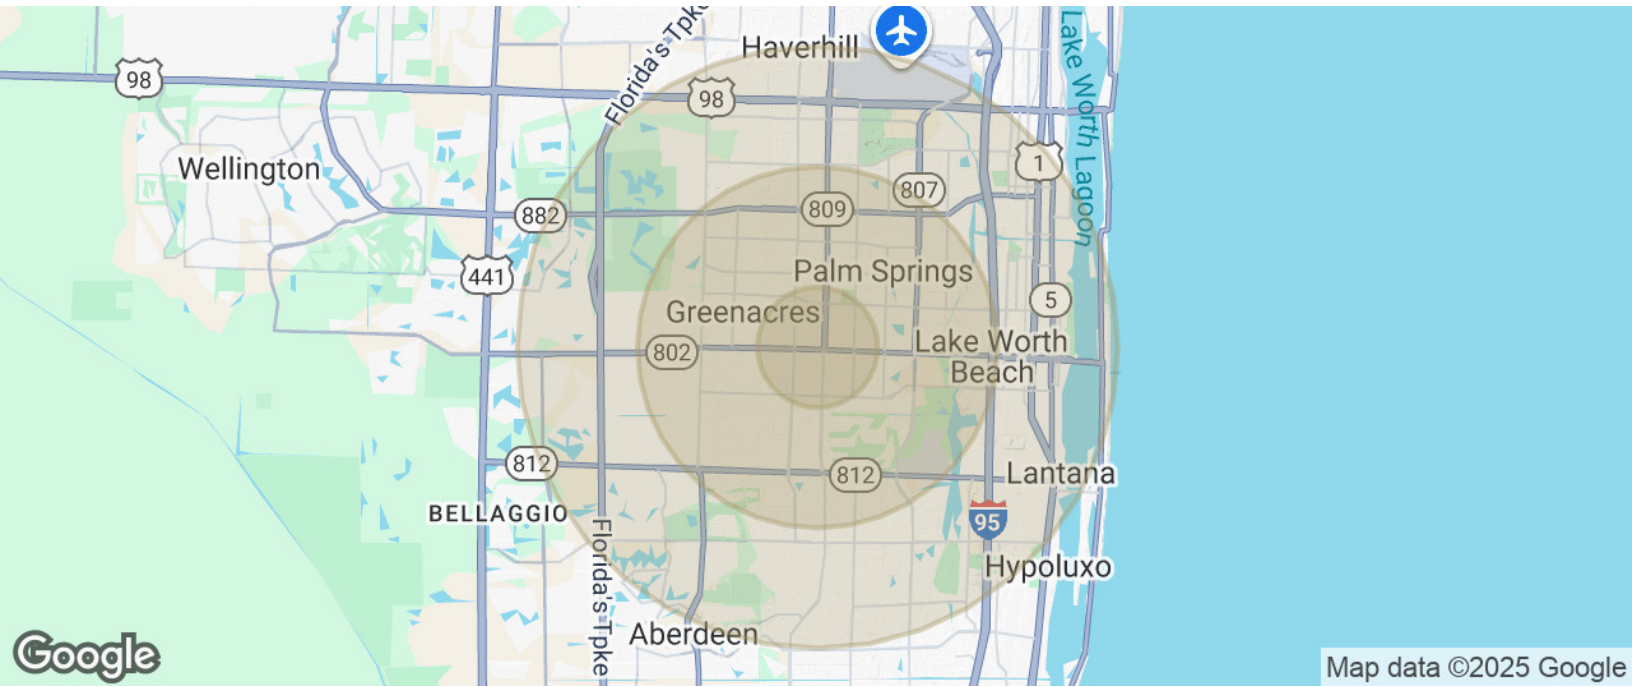 Haverhill
Lake Worth Lagoon
Florida's Tpke
98
98
1
Wellington
807
882
809
441
Palm Springs
5
Greenacres
802
Lake Worth
Beach
812
812
Lantana
BELLAGGIO
95
Florida's Tpke
Hypoluxo
Aberdeen
Google
Map data ©2025 Google